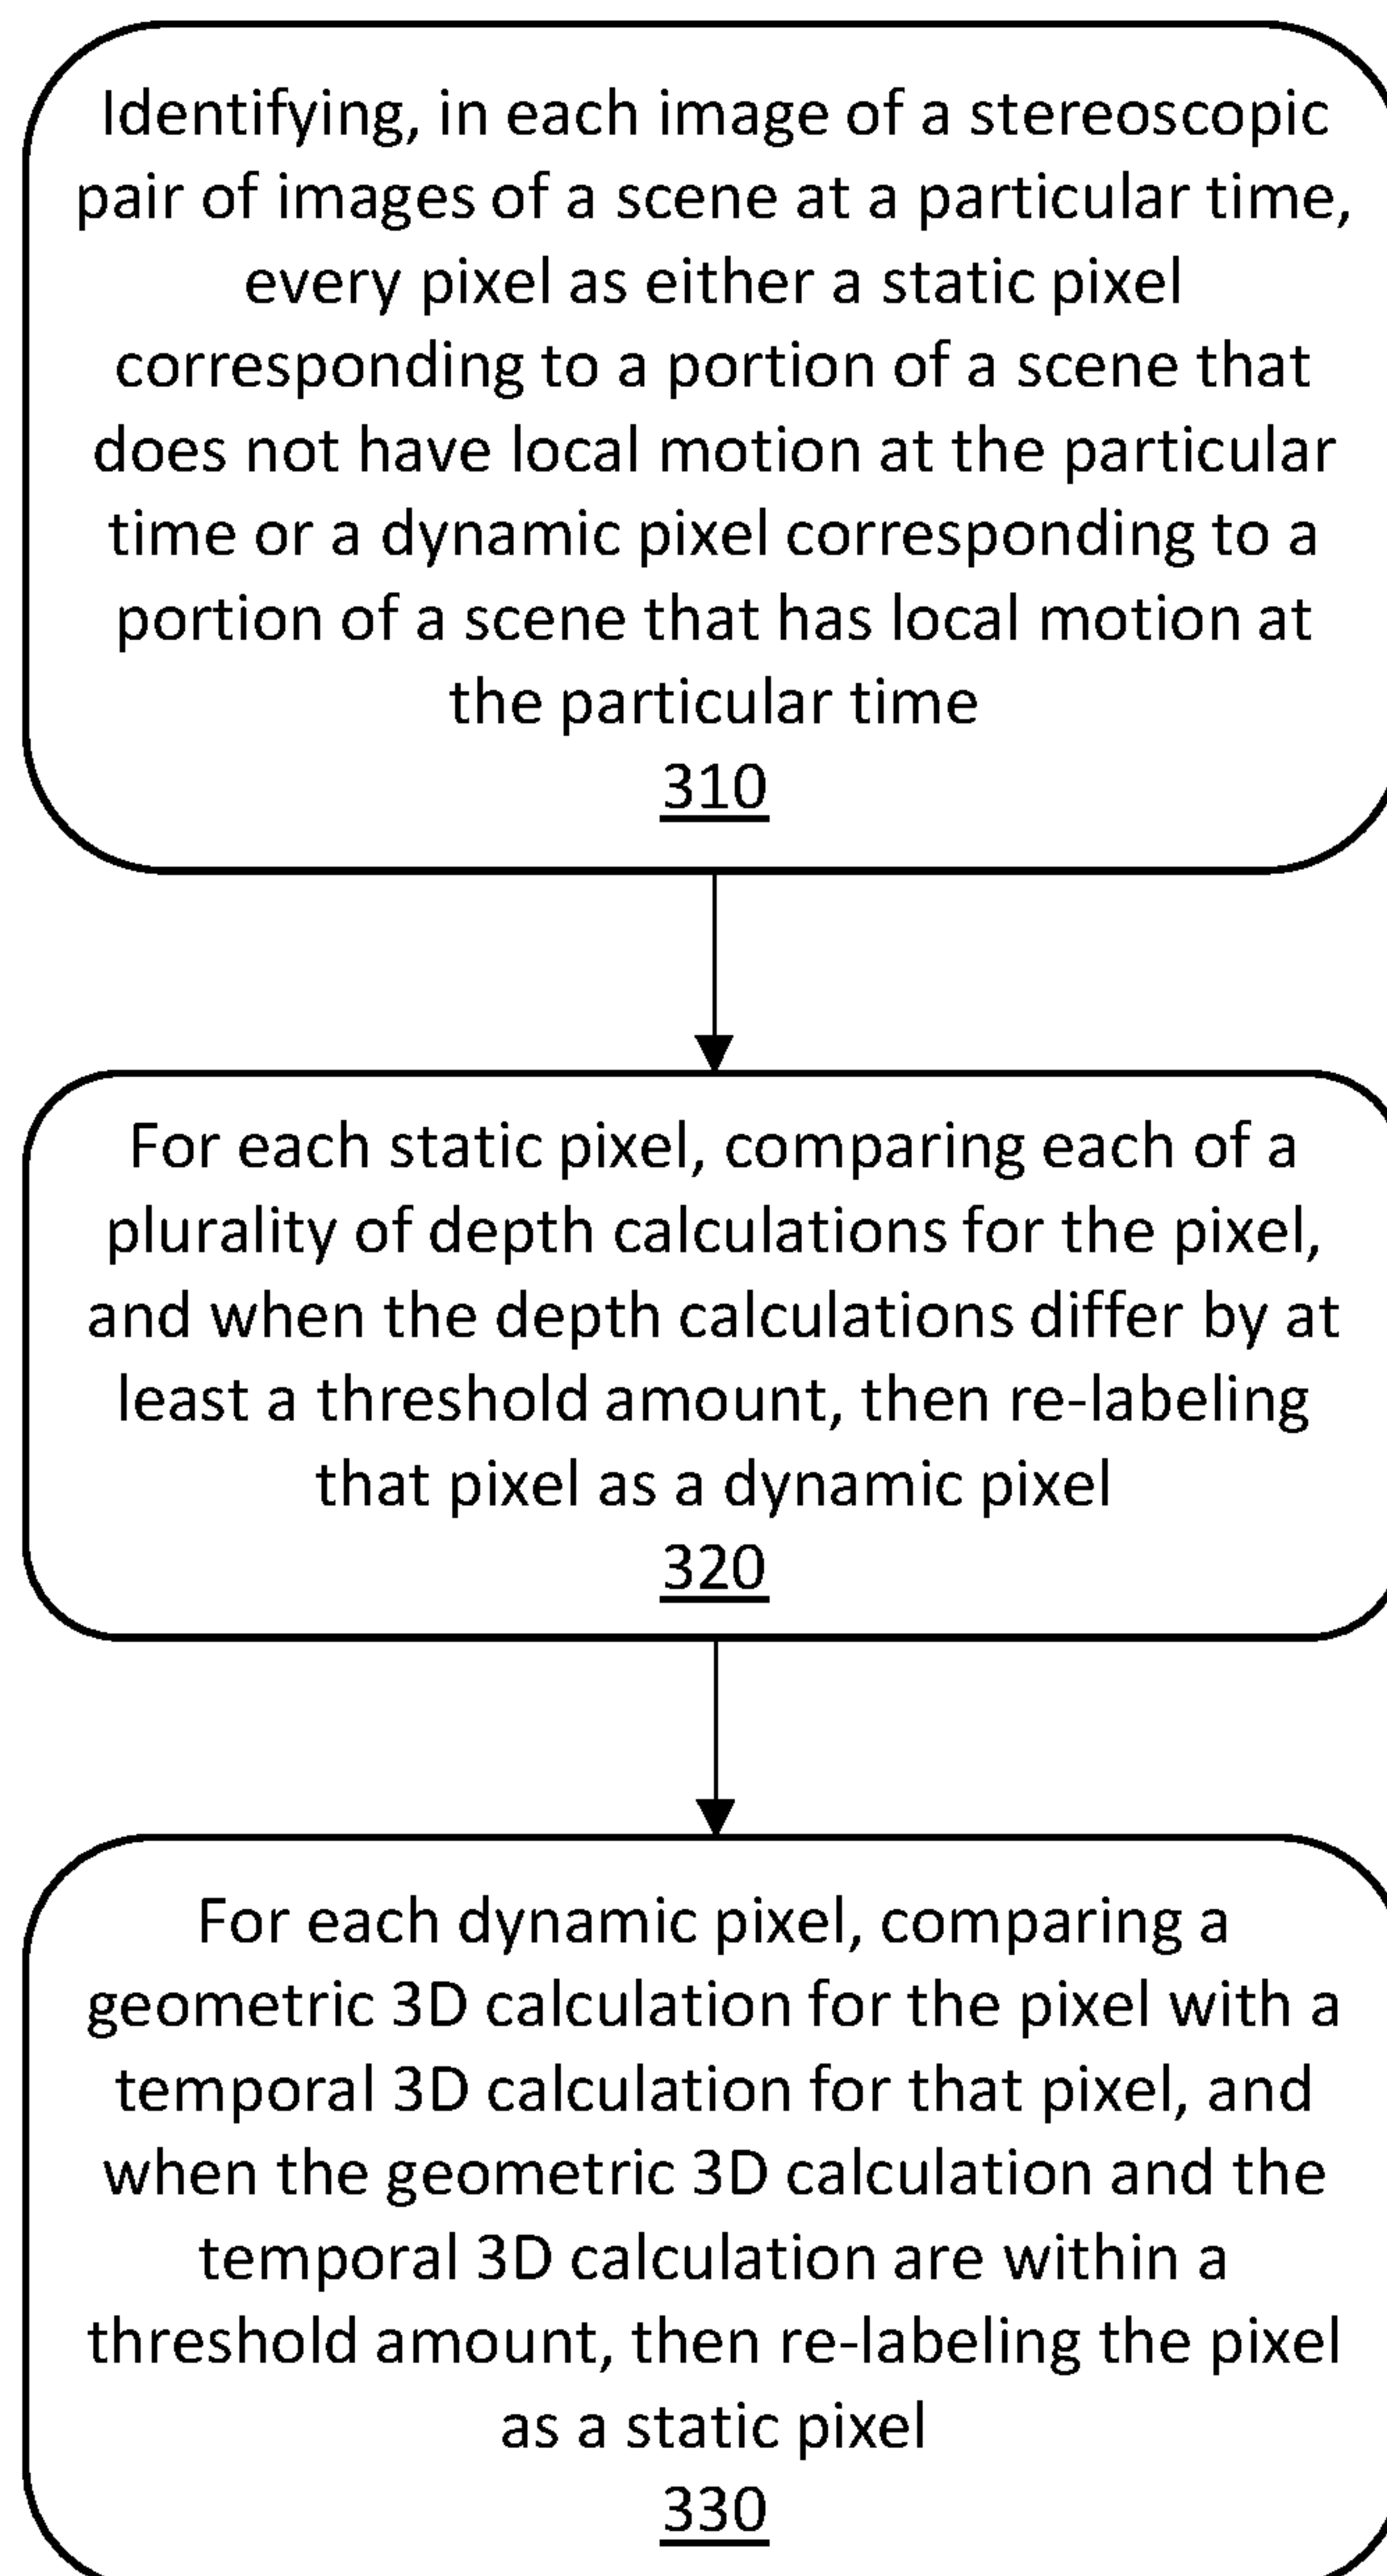 Identifying, in each image of a stereoscopic
pair of images of a scene at a particular time,
every pixel as either a static pixel
corresponding to a portion of a scene that
does not have local motion at the particular
time or a dynamic pixel corresponding to a
portion of a scene that has local motion at
the particular time
310
For each static pixel, comparing each of a
plurality of depth calculations for the pixel,
and when the depth calculations differ by at
least a threshold amount, then re-labeling
that pixel as a dynamic pixel
320
For each dynamic pixel, comparing a
geometric 3D calculation for the pixel with a
temporal 3D calculation for that pixel, and
when the geometric 3D calculation and the
temporal 3D calculation are within a
threshold amount, then re-labeling the pixel
as a static pixel
330